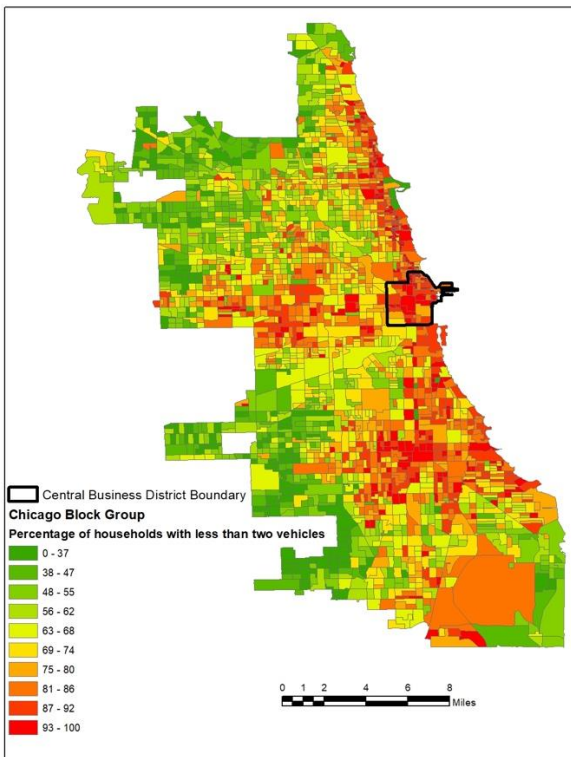 Central Business District Boundary
Chicago Block Group
Percentage of households with less than two vehicles
0 - 37
38 - 47
48 - 55
56 - 62
63 - 68
69 - 74
75 - 80
81 - 86
87 - 92
93 - 100
0 1 2 4 6 8
Miles